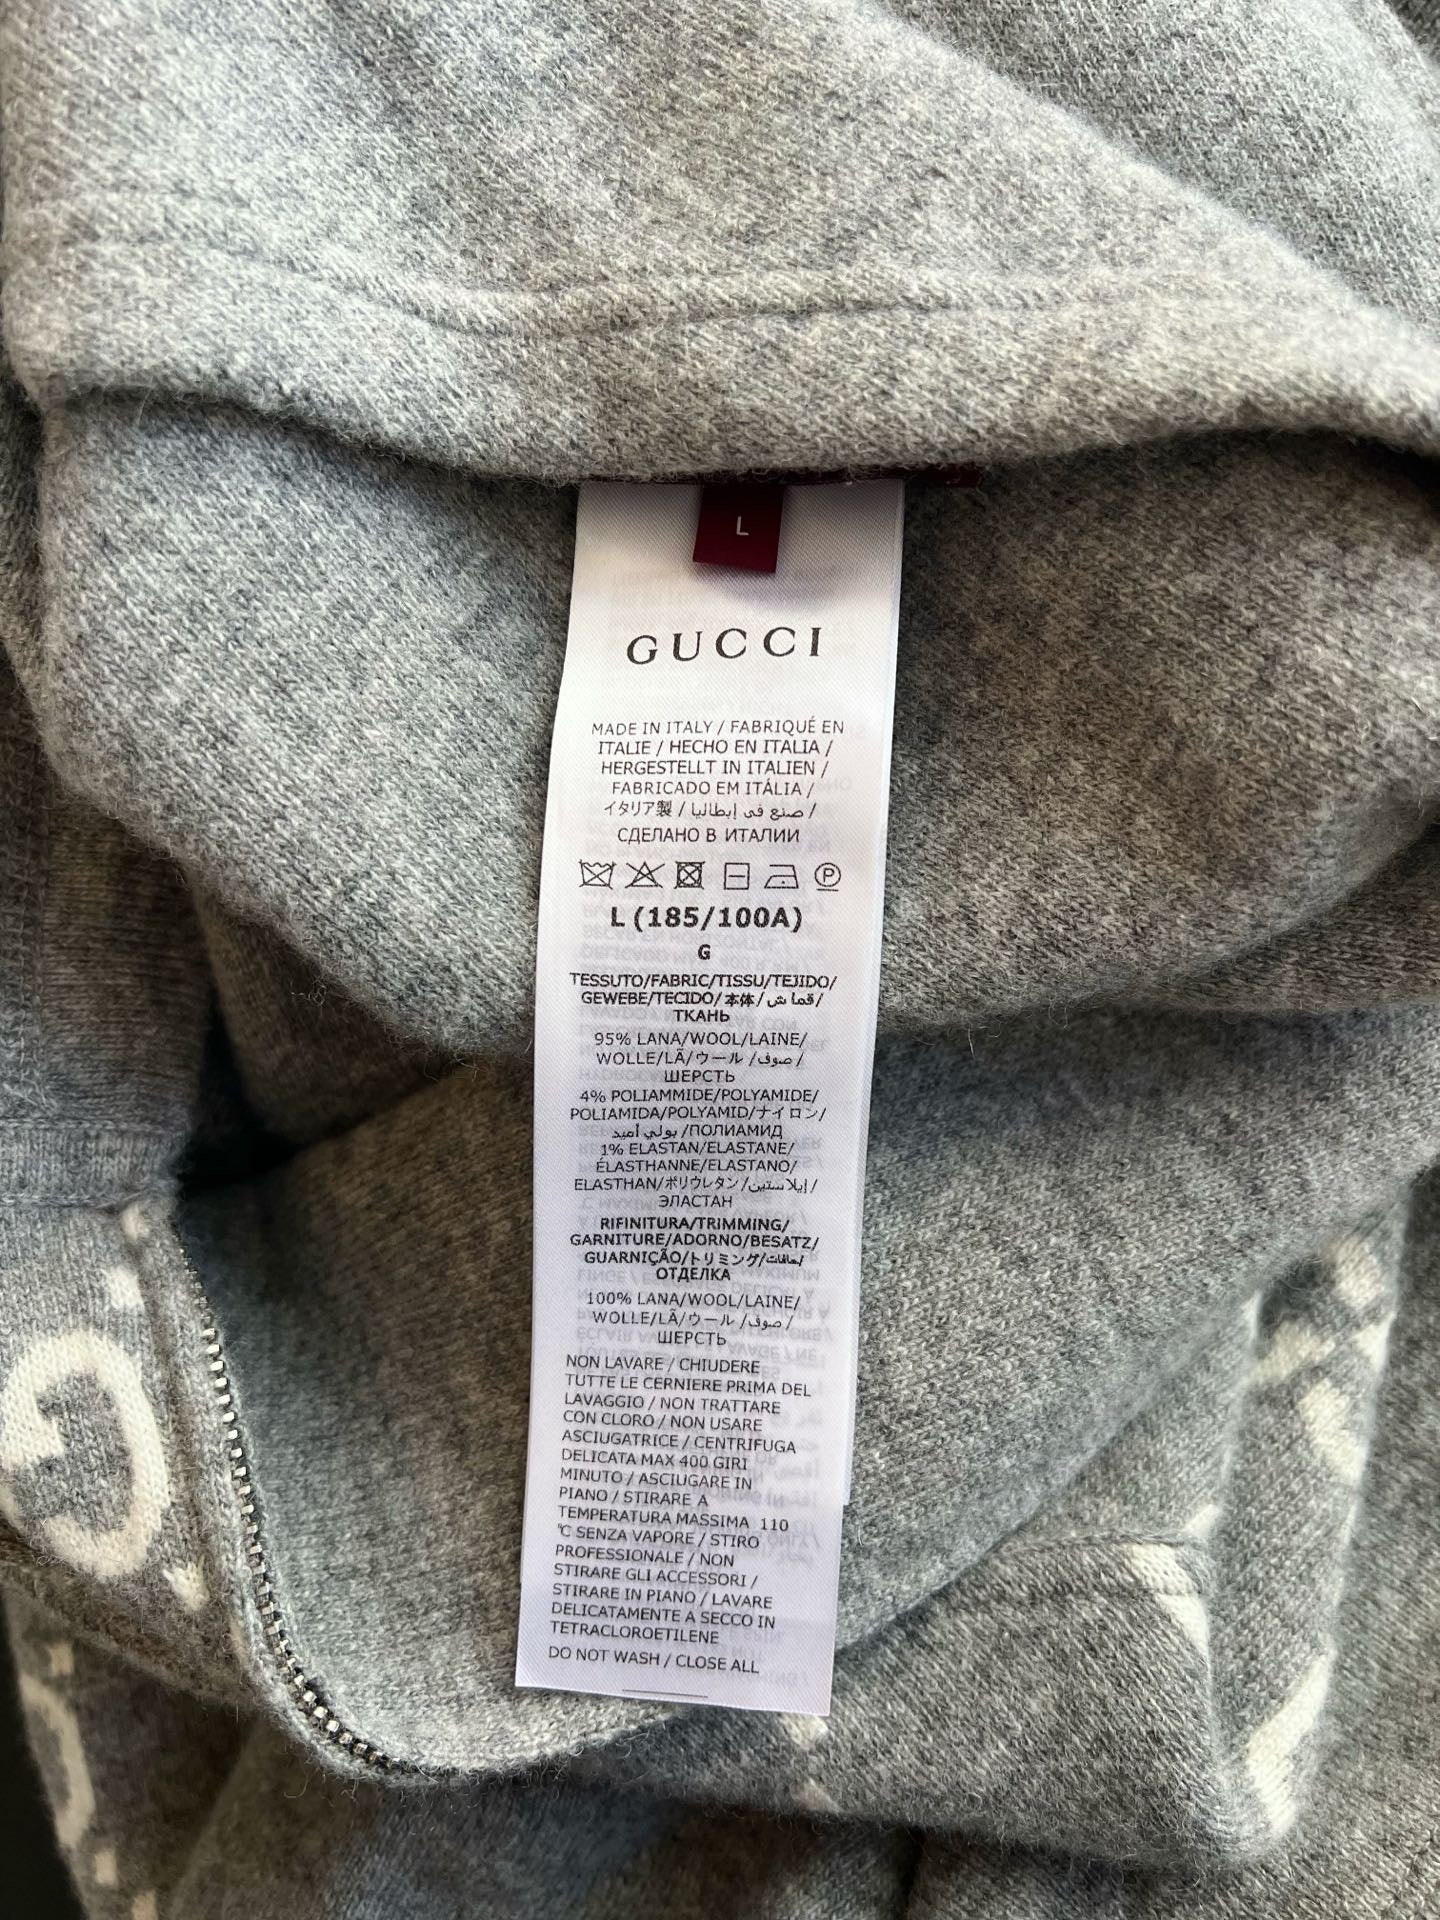 L
GUCCI
MADE IN ITALY / FABRIQUÉ EN
ITALIE / HECHO EN ITALIA /
HERGESTELLT IN ITALIEN /
FABRICADO EM ITÁLIA /
イタリア製 / صنع في إيطاليا /
СДЕЛАНО В ИТАЛИИ
P
L (185/100A)
G
TESSUTO/FABRIC/TISSU/TEJIDO/
GEWEBE/TECIDO/本体/قماش/
ТКАНЬ
95% LANA/WOOL/LAINE/
WOLLE/LÃ/ウール/صوف/
ШЕРСТЬ
4% POLIAMMIDE/POLYAMIDE/
POLIAMIDA/POLYAMID/ナイロン/
بولي أميد/ПОЛИАМИД
1% ELASTAN/ELASTANE/
ÉLASTHANNE/ELASTANO/
ELASTHAN/ポリウレタン/إيلاستين/
ЭЛАСТАН
RIFINITURA/TRIMMING/
GARNITURE/ADORNO/BESATZ/
GUARNIÇÃO/トリミング/
ОТДЕЛКА
100% LANA/WOOL/LAINE/
WOLLE/LÃ/ウール/صوف/
ШЕРСТЬ
NON LAVARE / CHIUDERE
TUTTE LE CERNIERE PRIMA DEL
LAVAGGIO / NON TRATTARE
CON CLORO / NON USARE
ASCIUGATRICE / CENTRIFUGA
DELICATA MAX 400 GIRI
MINUTO / ASCIUGARE IN
PIANO / STIRARE A
TEMPERATURA MASSIMA 110
°C SENZA VAPORE / STIRO
PROFESSIONALE / NON
STIRARE GLI ACCESSORI /
STIRARE IN PIANO / LAVARE
DELICATAMENTE A SECCO IN
TETRACLOROETILENE
DO NOT WASH / CLOSE ALL